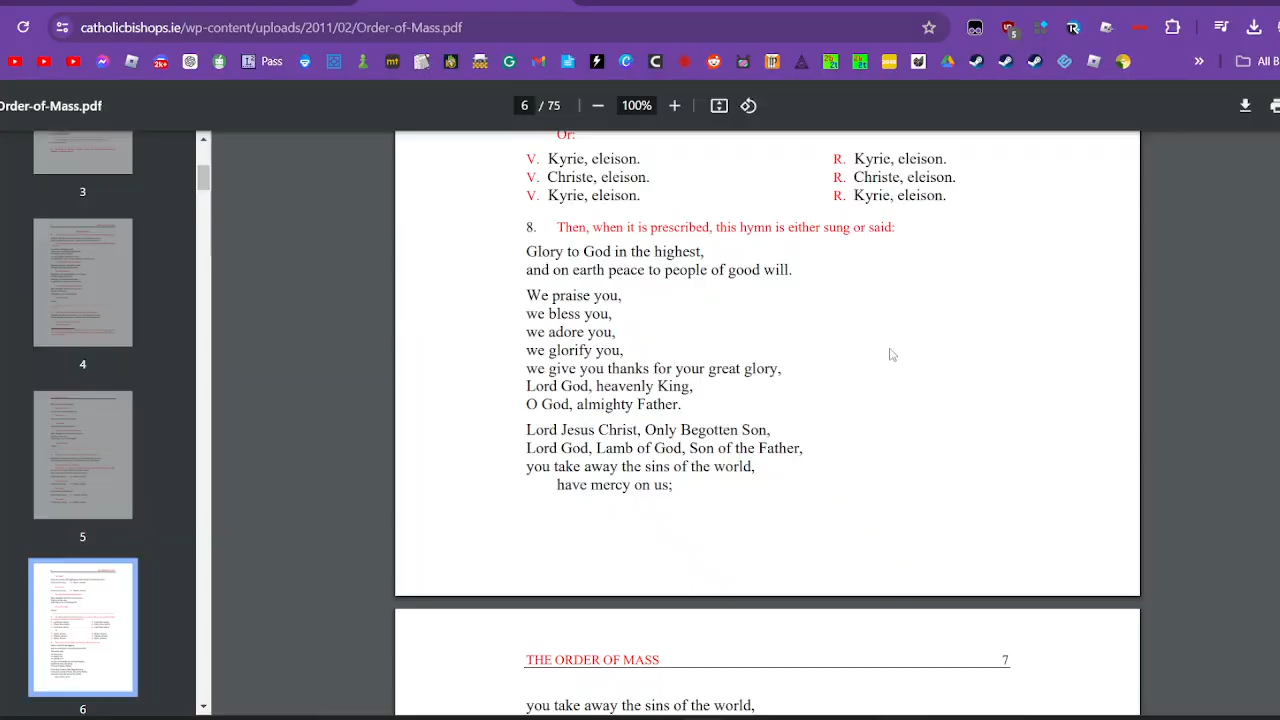 catholicbishops.ie/wp-content/uploads/2011/02/Order-of-Mass.pdf
5
2K+
Pass
mt
All B
Order-of-Mass.pdf
6 / 75
100%
3
4
5
6
Or:
V. Kyrie, eleison. R. Kyrie, eleison.
V. Christe, eleison. R. Christe, eleison.
V. Kyrie, eleison. R. Kyrie, eleison.
8. Then, when it is prescribed, this hymn is either sung or said:
Glory to God in the highest,
and on earth peace to people of good will.
We praise you,
we bless you,
we adore you,
we glorify you,
we give you thanks for your great glory,
Lord God, heavenly King,
O God, almighty Father.
Lord Jesus Christ, Only Begotten Son,
Lord God, Lamb of God, Son of the Father,
you take away the sins of the world,
have mercy on us;
THE ORDER OF MASS 7
you take away the sins of the world,